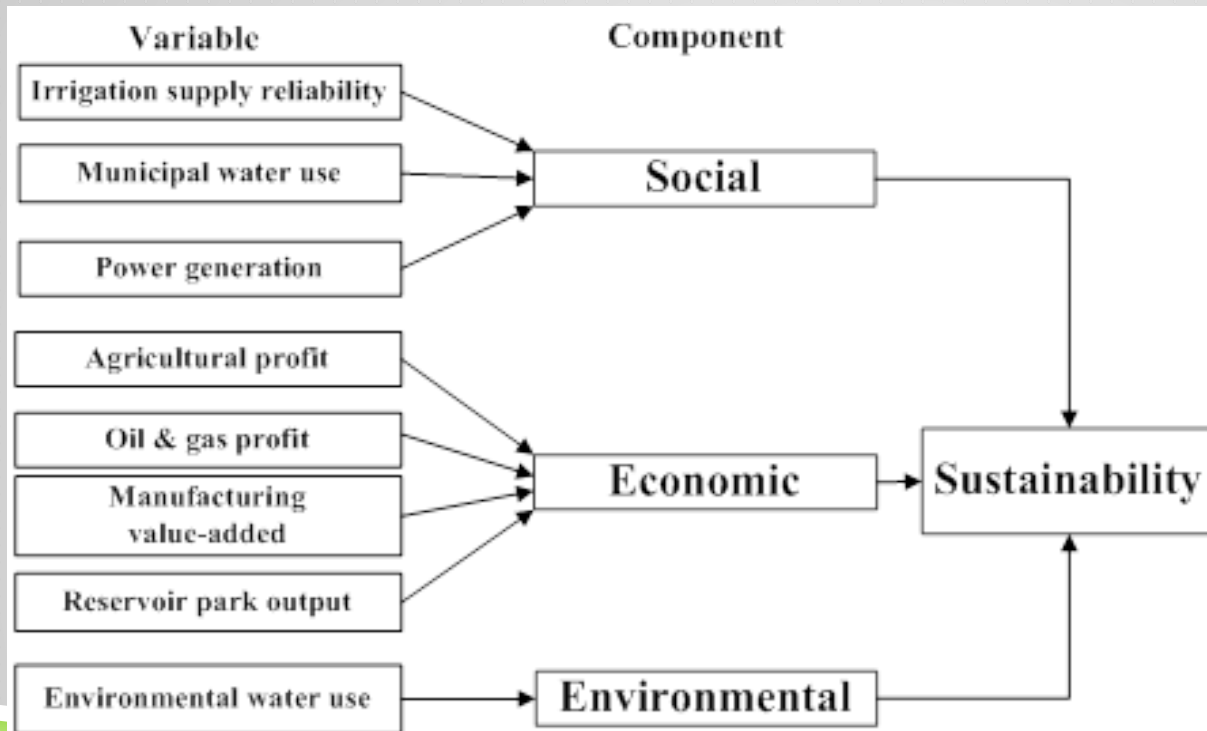 Variable
Component
Irrigation supply reliability
Municipal water use
Social
Power generation
Agricultural profit
Oil & gas profit
Economic
Sustainability
Manufacturing
value-added
Reservoir park output
Environmental water use
Environmental